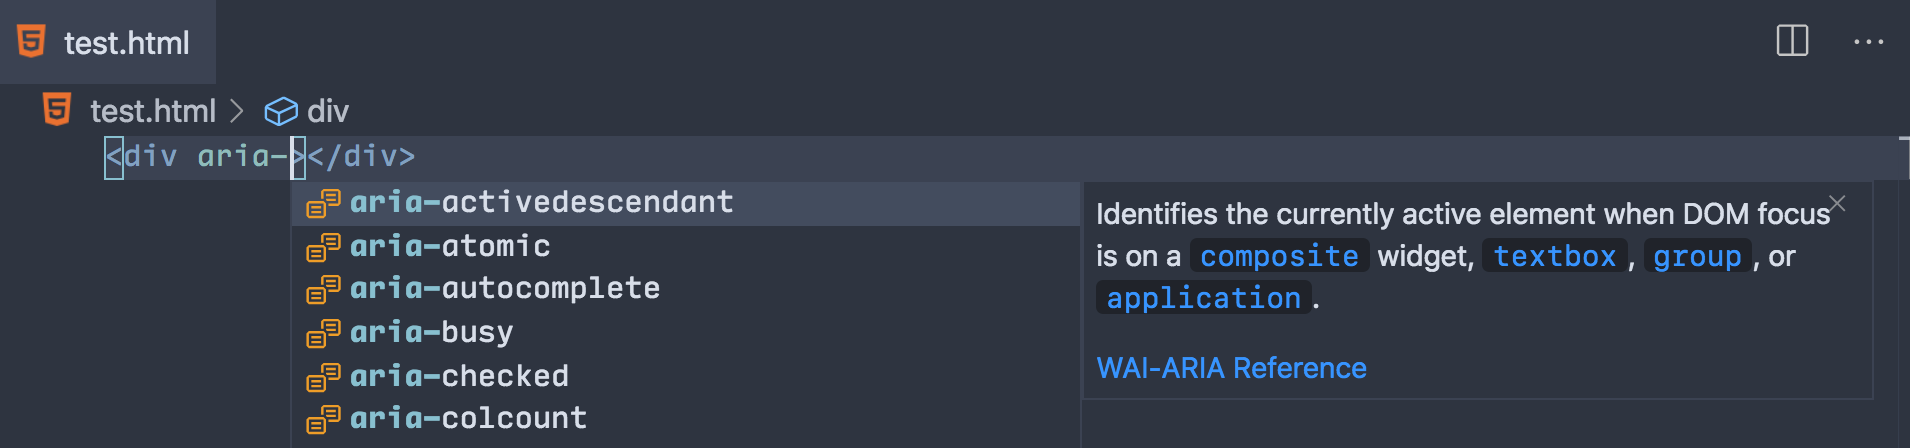 test.html
test.html > div
<div aria-></div>
aria-activedescendant
aria-atomic
aria-autocomplete
aria-busy
aria-checked
aria-colcount
Identifies the currently active element when DOM focus
is on a composite widget, textbox, group, or
application.
WAI-ARIA Reference